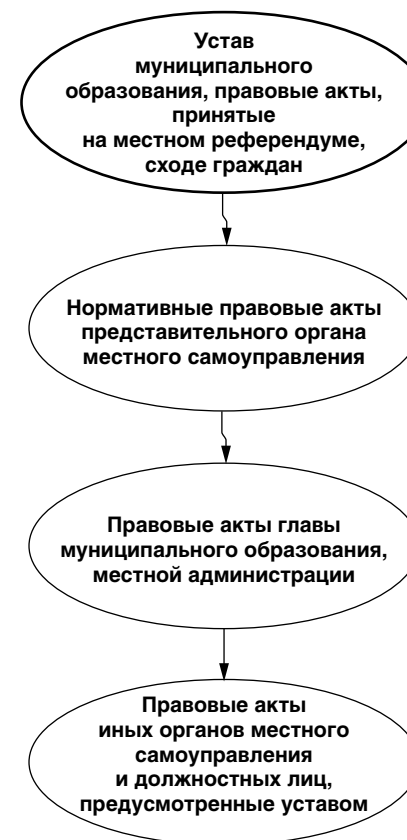 Устав
муниципального
образования, правовые акты,
принятые
на местном референдуме,
сходе граждан
Нормативные правовые акты
представительного органа
местного самоуправления
Правовые акты главы
муниципального образования,
местной администрации
Правовые акты
иных органов местного
самоуправления
и должностных лиц,
предусмотренные уставом